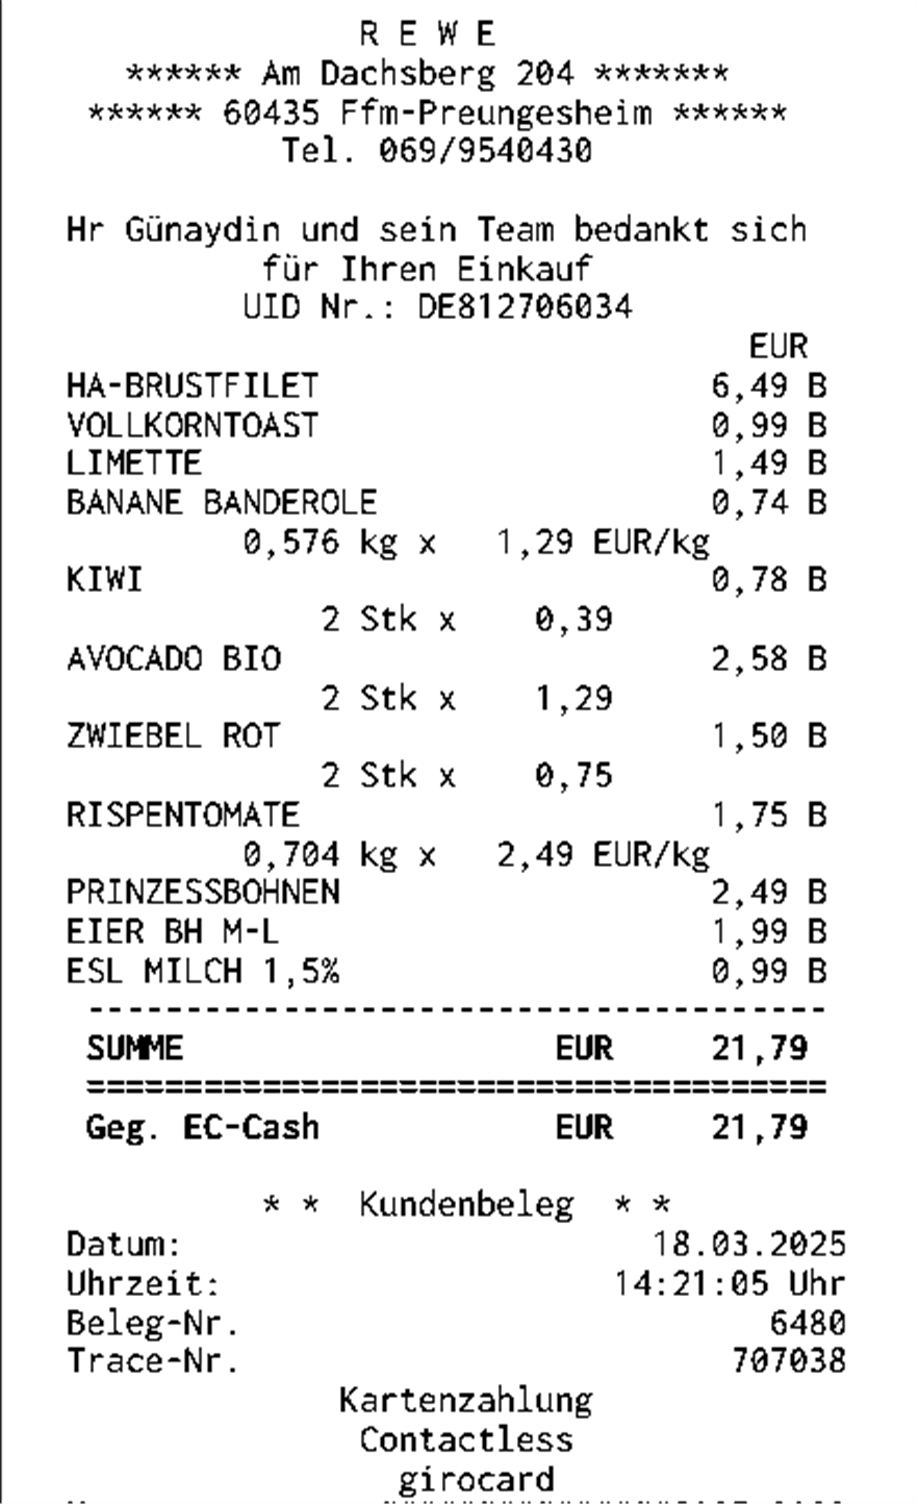 R E W E
****** Am Dachsberg 204 *******
****** 60435 Ffm-Preungesheim ******
Tel. 069/9540430
Hr Günaydin und sein Team bedankt sich
für Ihren Einkauf
UID Nr.: DE812706034
EUR
HA-BRUSTFILET 6,49 B
VOLLKORNTOAST 0,99 B
LIMETTE 1,49 B
BANANE BANDEROLE 0,74 B
0,576 kg x 1,29 EUR/kg
KIWI 0,78 B
2 Stk x 0,39
AVOCADO BIO 2,58 B
2 Stk x 1,29
ZWIEBEL ROT 1,50 B
2 Stk x 0,75
RISPENTOMATE 1,75 B
0,704 kg x 2,49 EUR/kg
PRINZESSBOHNEN 2,49 B
EIER BH M-L 1,99 B
ESL MILCH 1,5% 0,99 B
--------------------------------------
SUMME EUR 21,79
======================================
Geg. EC-Cash EUR 21,79
* * Kundenbeleg * *
Datum: 18.03.2025
Uhrzeit: 14:21:05 Uhr
Beleg-Nr. 6480
Trace-Nr. 707038
Kartenzahlung
Contactless
girocard